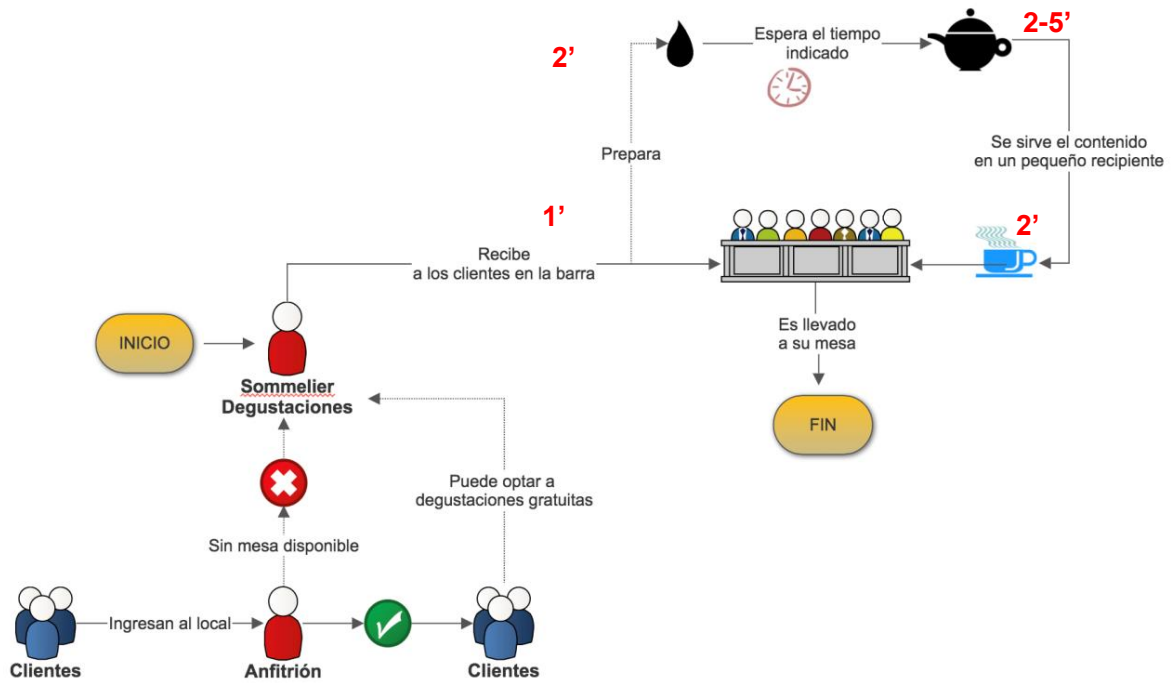 2’
Espera el tiempo
indicado
2-5’
Prepara
Se sirve el contenido
en un pequeño recipiente
1’
2’
Recibe
a los clientes en la barra
INICIO
Es llevado
a su mesa
Sommelier
Degustaciones
FIN
Puede optar a
degustaciones gratuitas
Sin mesa disponible
Ingresan al local
Clientes
Anfitrión
Clientes